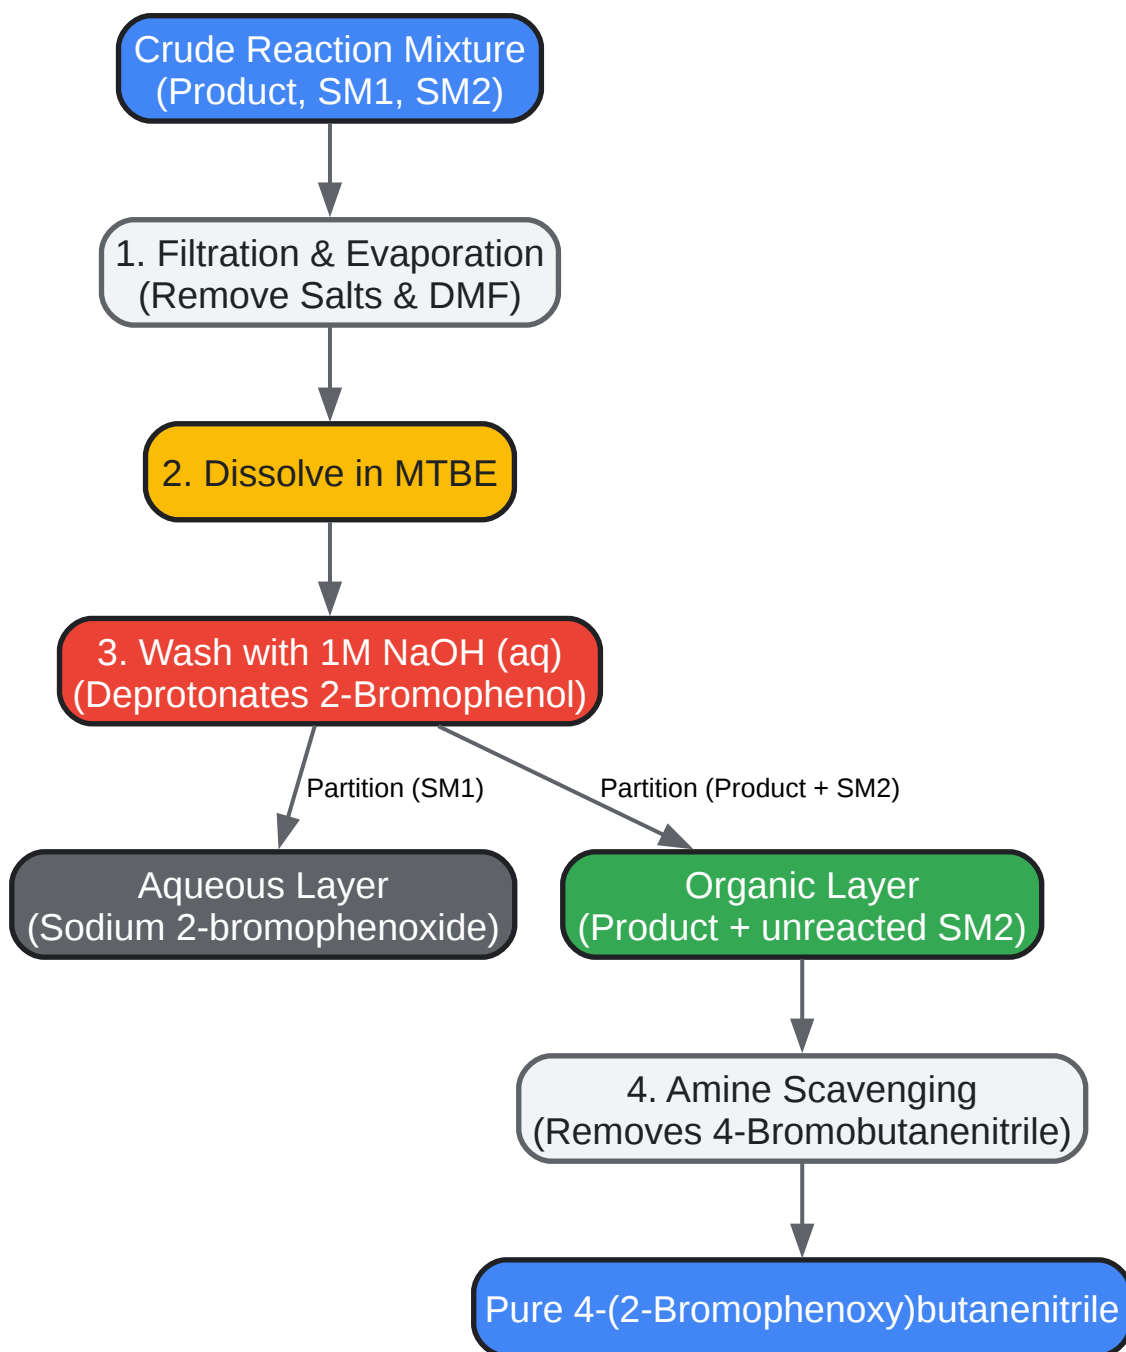 Crude Reaction Mixture
(Product, SM1, SM2)
1. Filtration & Evaporation
(Remove Salts & DMF)
2. Dissolve in MTBE
3. Wash with 1M NaOH (aq)
(Deprotonates 2-Bromophenol)
Partition (SM1)
Partition (Product + SM2)
Aqueous Layer
(Sodium 2-bromophenoxide)
Organic Layer
(Product + unreacted SM2)
4. Amine Scavenging
(Removes 4-Bromobutanenitrile)
Pure 4-(2-Bromophenoxy)butanenitrile